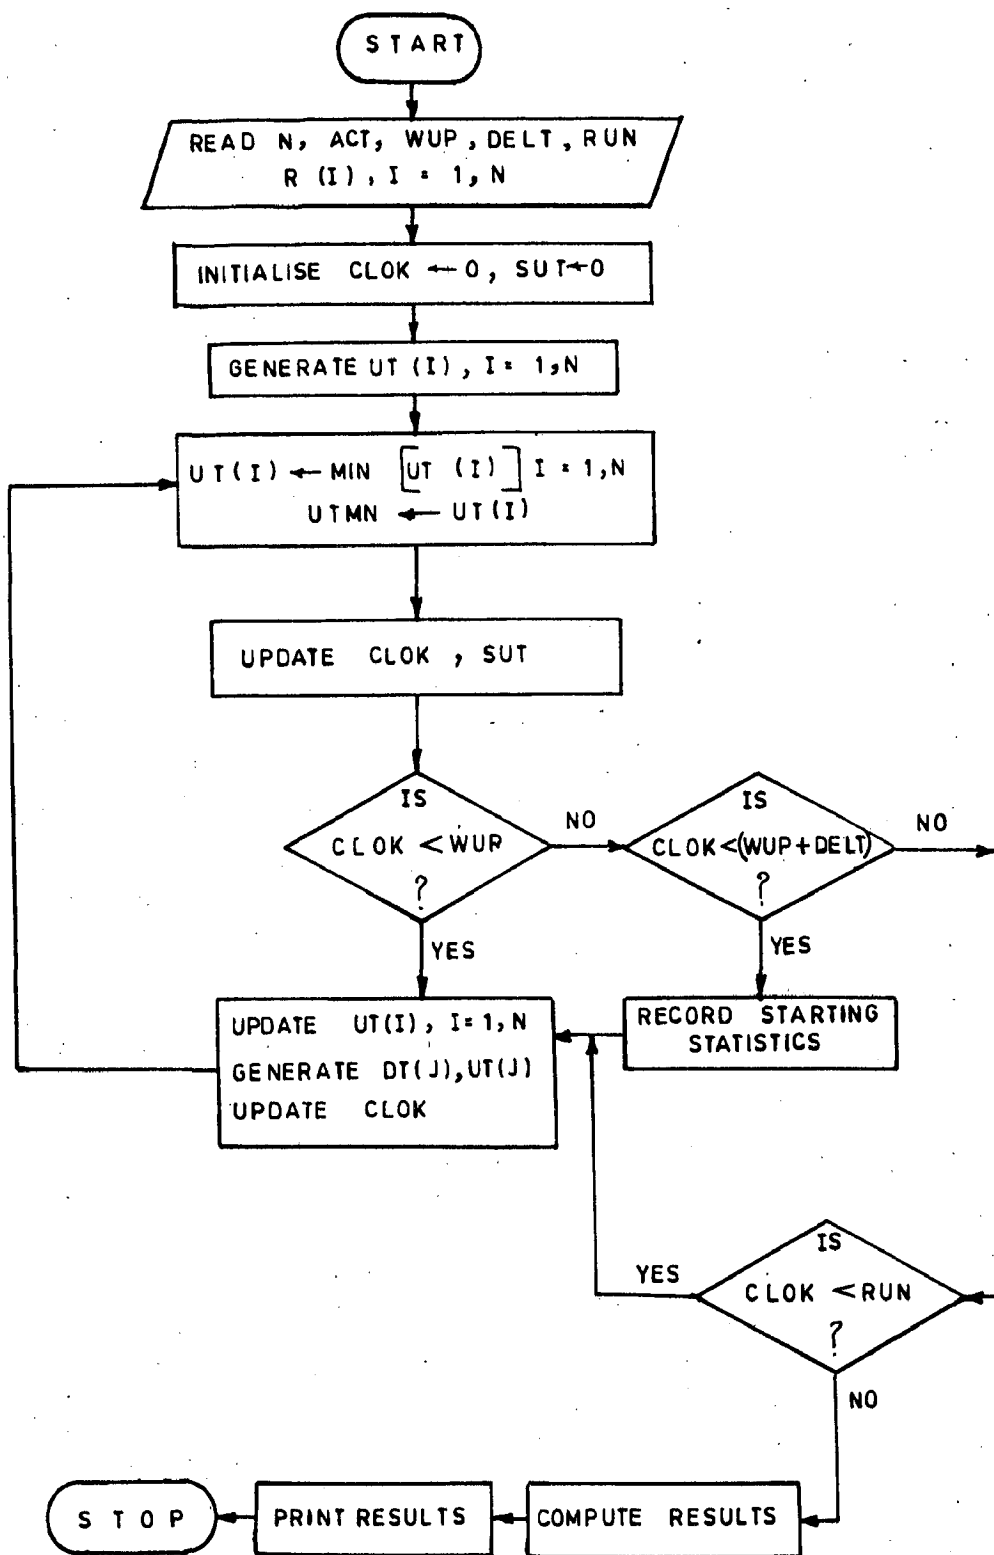 START
READ N, ACT, WUP, DELT, RUN
R (I), I = 1, N
INITIALISE CLOK ← 0, SUT ← 0
GENERATE UT (I), I = 1, N
UT(I) ← MIN [UT (I)] I = 1, N
UTMN ← UT(I)
UPDATE CLOK, SUT
IS
CLOK < WUP
?
NO
IS
CLOK < (WUP + DELT)
?
NO
YES
YES
UPDATE UT(I), I = 1, N
GENERATE DT(J), UT(J)
UPDATE CLOK
RECORD STARTING
STATISTICS
IS
CLOK < RUN
?
YES
NO
STOP
PRINT RESULTS
COMPUTE RESULTS